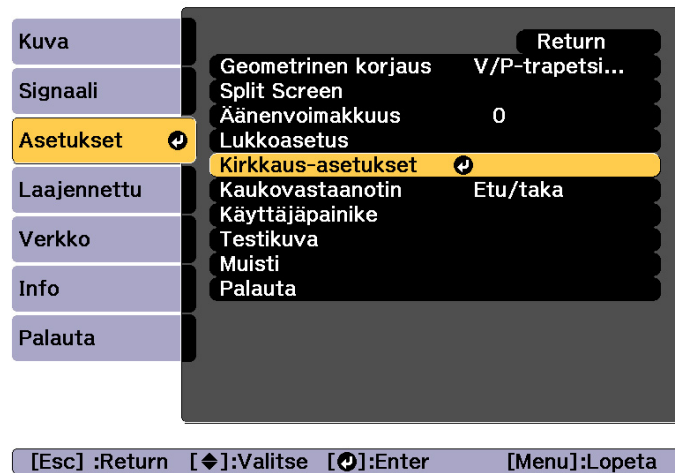 Kuva
Signaali
Asetukset
Laajennettu
Verkko
Info
Palauta
Return
Geometrinen korjaus V/P-trapetsi...
Split Screen
Äänenvoimakkuus 0
Lukkoasetus
Kirkkaus-asetukset
Kaukovastaanotin Etu/taka
Käyttäjäpainike
Testikuva
Muisti
Palauta
[Esc] :Return [◆]:Valitse [↵]:Enter [Menu]:Lopeta